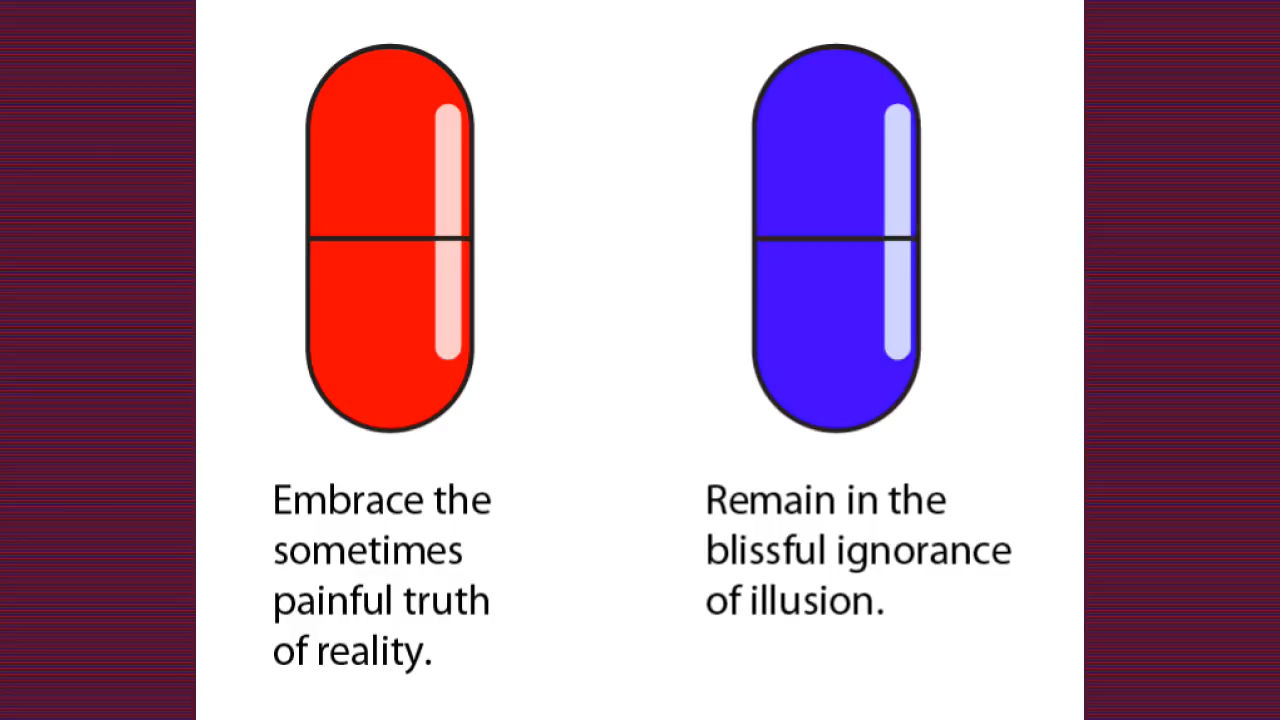 Embrace the
sometimes
painful truth
of reality.
Remain in the
blissful ignorance
of illusion.